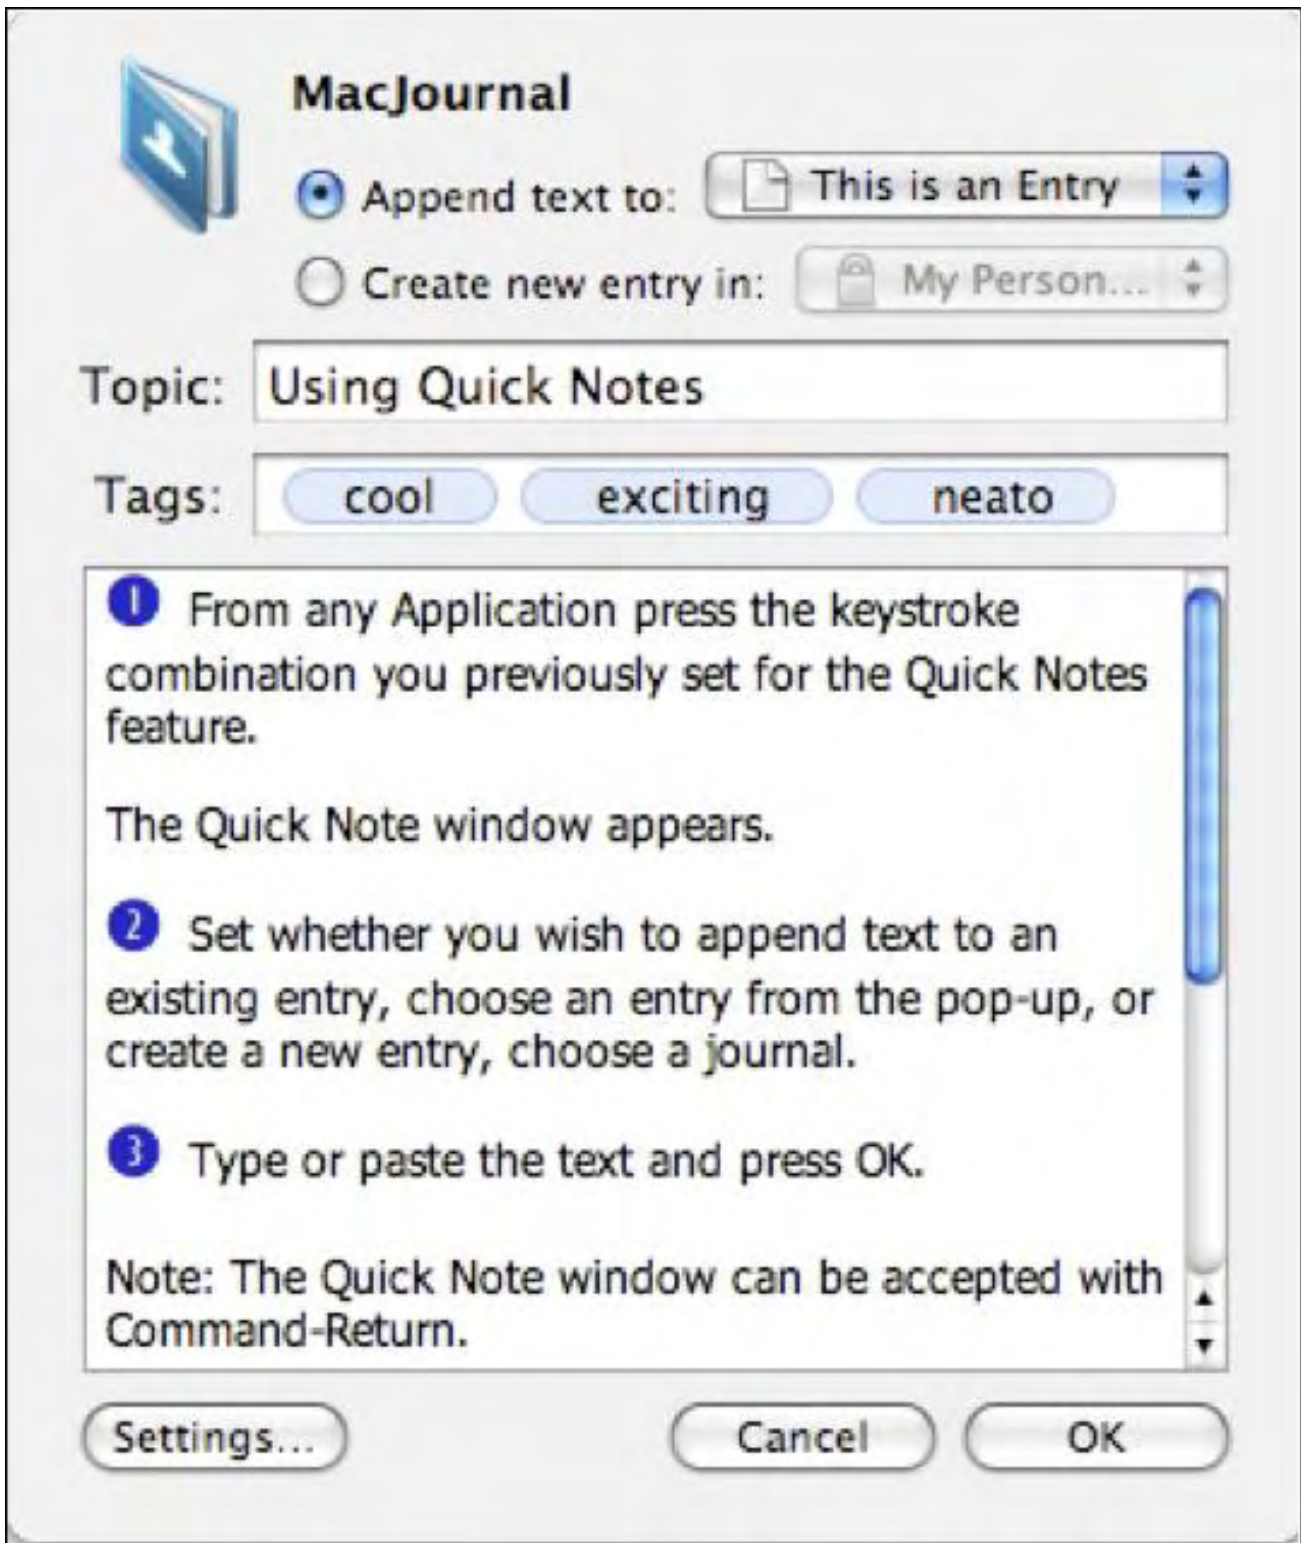 MacJournal
Append text to: This is an Entry
Create new entry in: My Person...
Topic: Using Quick Notes
Tags: cool exciting neato
1 From any Application press the keystroke
combination you previously set for the Quick Notes
feature.
The Quick Note window appears.
2 Set whether you wish to append text to an
existing entry, choose an entry from the pop-up, or
create a new entry, choose a journal.
3 Type or paste the text and press OK.
Note: The Quick Note window can be accepted with
Command-Return.
Settings... Cancel OK